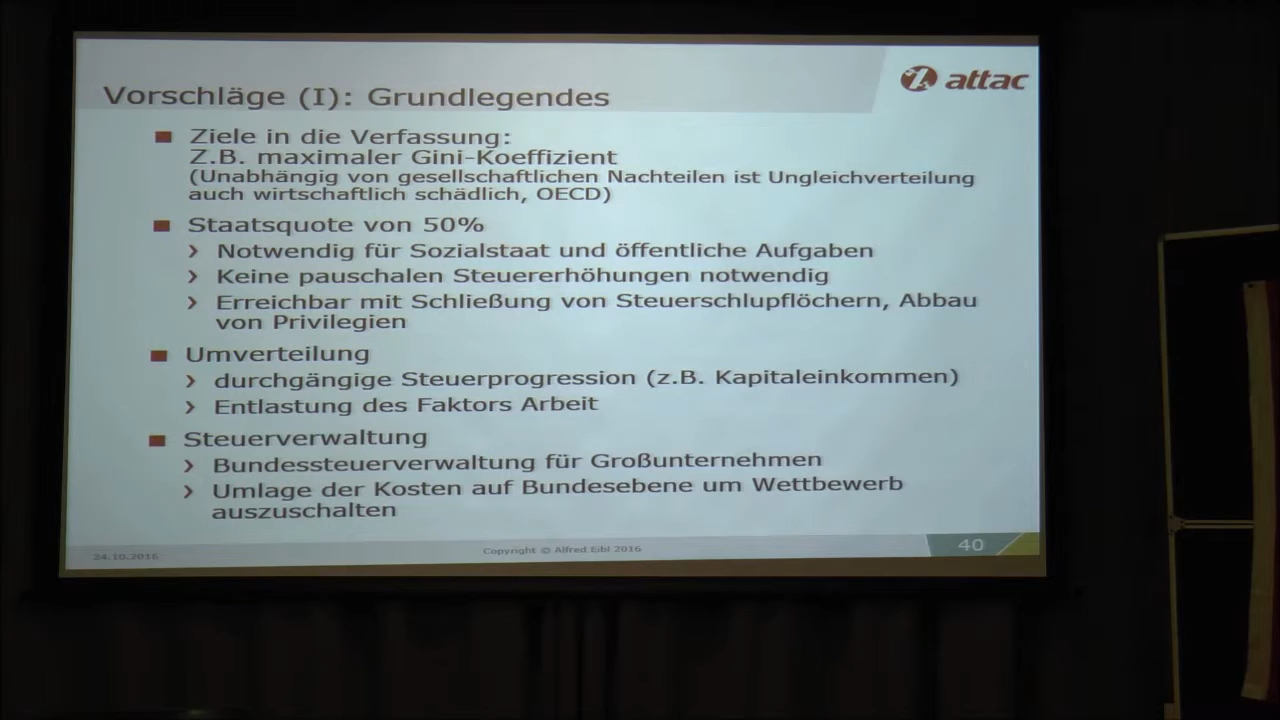 attac
Vorschläge (I): Grundlegendes
Ziele in die Verfassung:
Z.B. maximaler Gini-Koeffizient
(Unabhängig von gesellschaftlichen Nachteilen ist Ungleichverteilung
auch wirtschaftlich schädlich, OECD)
Staatsquote von 50%
Notwendig für Sozialstaat und öffentliche Aufgaben
Keine pauschalen Steuererhöhungen notwendig
Erreichbar mit Schließung von Steuerschlupflöchern, Abbau
von Privilegien
Umverteilung
durchgängige Steuerprogression (z.B. Kapitaleinkommen)
Entlastung des Faktors Arbeit
Steuerverwaltung
Bundessteuerverwaltung für Großunternehmen
Umlage der Kosten auf Bundesebene um Wettbewerb
auszuschalten
24.10.2016 Copyright © Alfred Eibl 2016 40